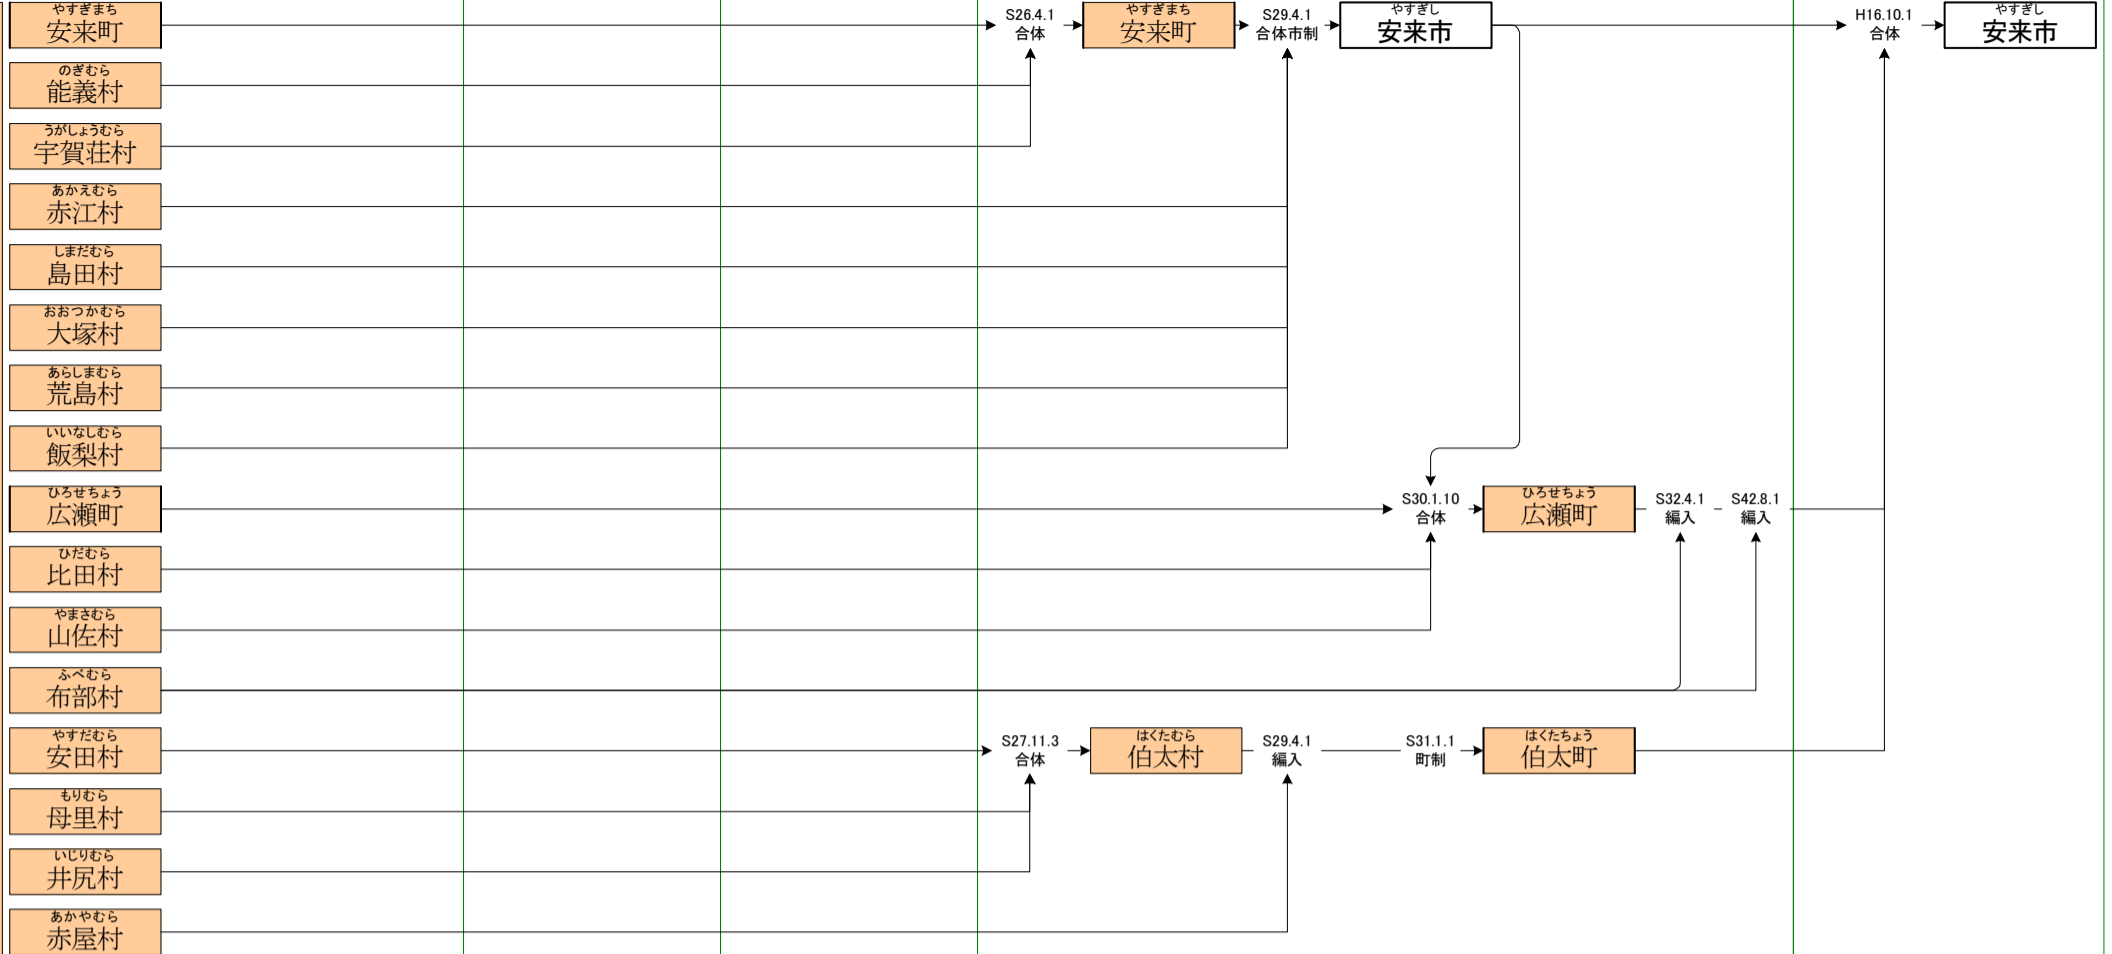 やすぎまち
安来町
S26.4.1
合体
やすぎまち
安来町
S29.4.1
合体市制
やすぎし
安来市
H16.10.1
合体
やすぎし
安来市
のぎむら
能義村
うがしょうむら
宇賀荘村
あかえむら
赤江村
しまだむら
島田村
おおつかむら
大塚村
あらしまむら
荒島村
いいなしむら
飯梨村
ひろせちょう
広瀬町
S30.1.10
合体
ひろせちょう
広瀬町
S32.4.1
編入
S42.8.1
編入
ひだむら
比田村
やまさむら
山佐村
ふべむら
布部村
やすだむら
安田村
S27.11.3
合体
はくたむら
伯太村
S29.4.1
編入
S31.1.1
町制
はくたちょう
伯太町
もりむら
母里村
いじりむら
井尻村
あかやむら
赤屋村